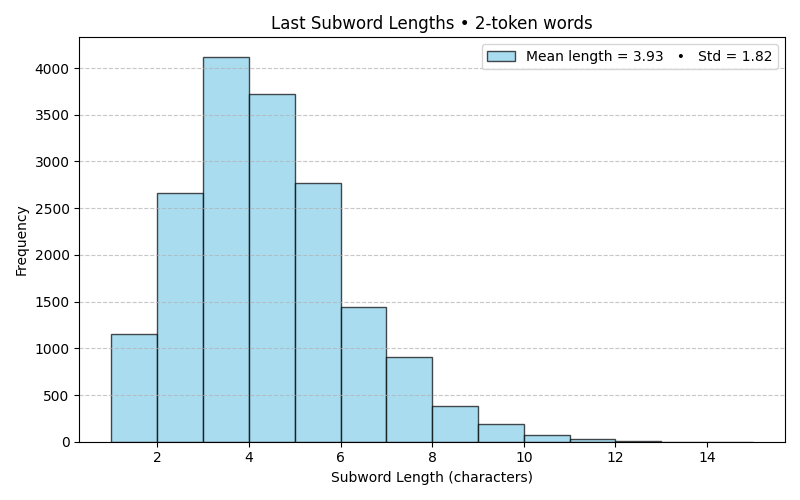 Last Subword Lengths • 2-token words
Mean length = 3.93 • Std = 1.82
4000
3500
3000
2500
2000
1500
1000
500
0
Frequency
2 4 6 8 10 12 14
Subword Length (characters)